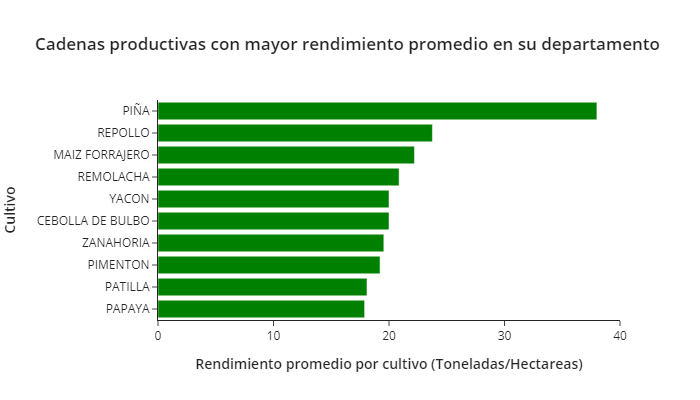 Cadenas productivas con mayor rendimiento promedio en su departamento
PIÑA
REPOLLO
MAIZ FORRAJERO
REMOLACHA
YACON
CEBOLLA DE BULBO
ZANAHORIA
PIMENTON
PATILLA
PAPAYA
Cultivo
0 10 20 30 40
Rendimiento promedio por cultivo (Toneladas/Hectareas)